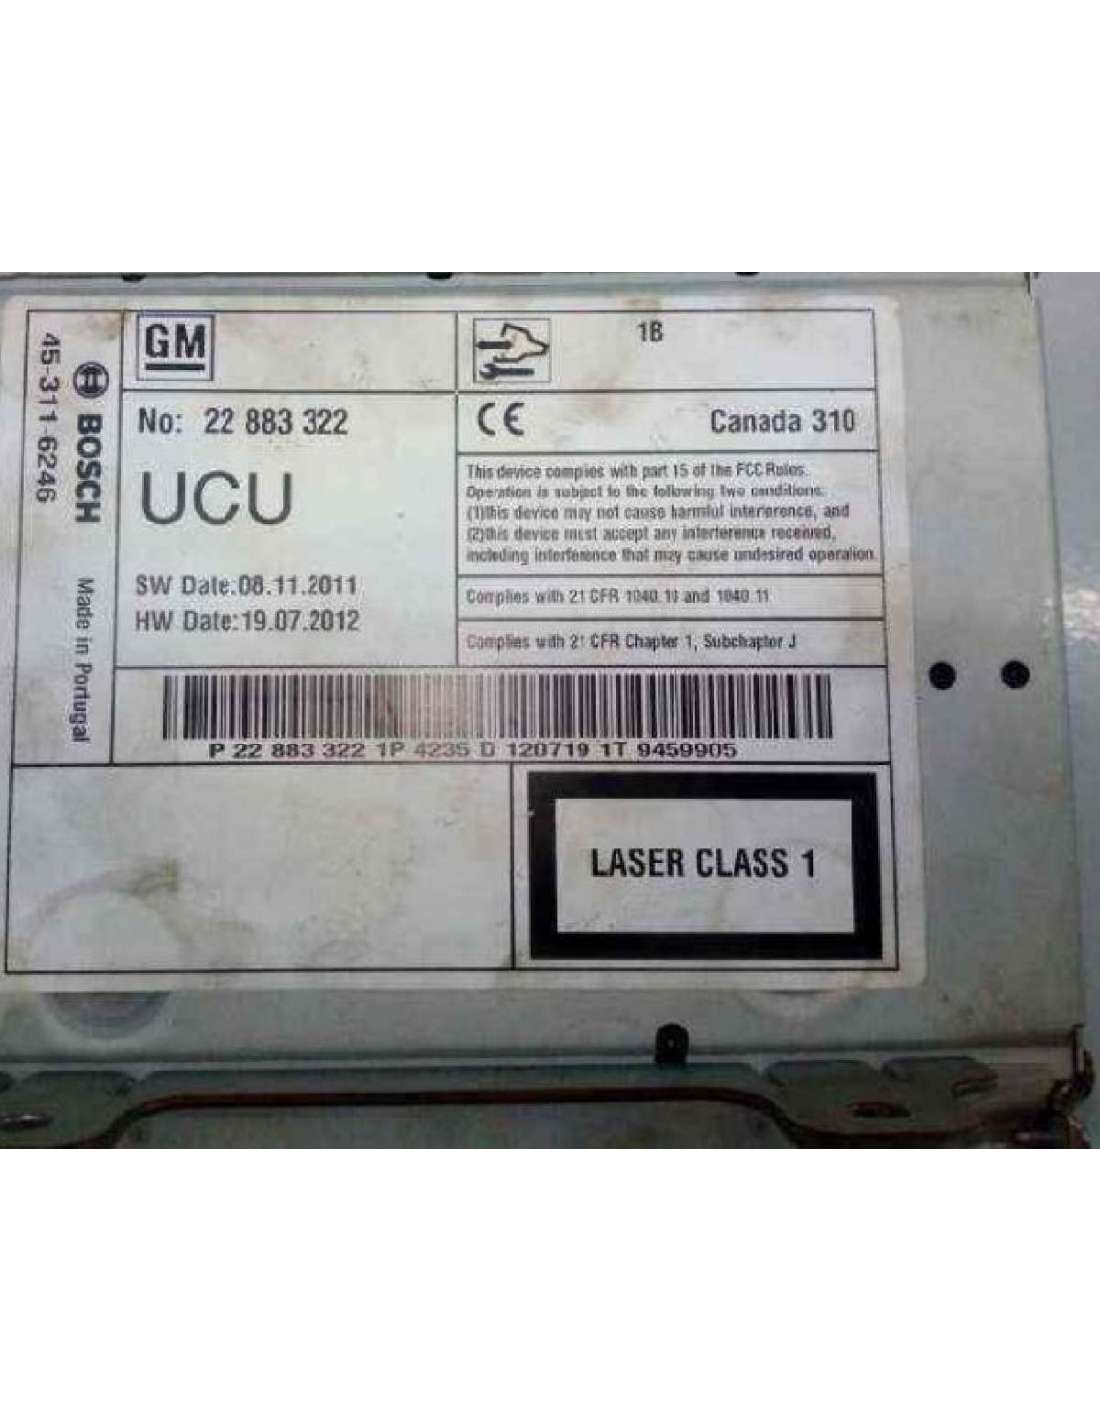 GM
1B
No: 22 883 322
CE
Canada 310
UCU
This device complies with part 15 of the FCC Rules.
Operation is subject to the following two conditions:
(1)this device may not cause harmful interference, and
(2)this device must accept any interference received,
including interference that may cause undesired operation.
SW Date:08.11.2011
HW Date:19.07.2012
Complies with 21 CFR 1040.10 and 1040.11
Complies with 21 CFR Chapter 1, Subchapter J
P 22 883 322 1P 4235 D 120719 1T 9459905
LASER CLASS 1
BOSCH Made in Portugal
45-311 6246